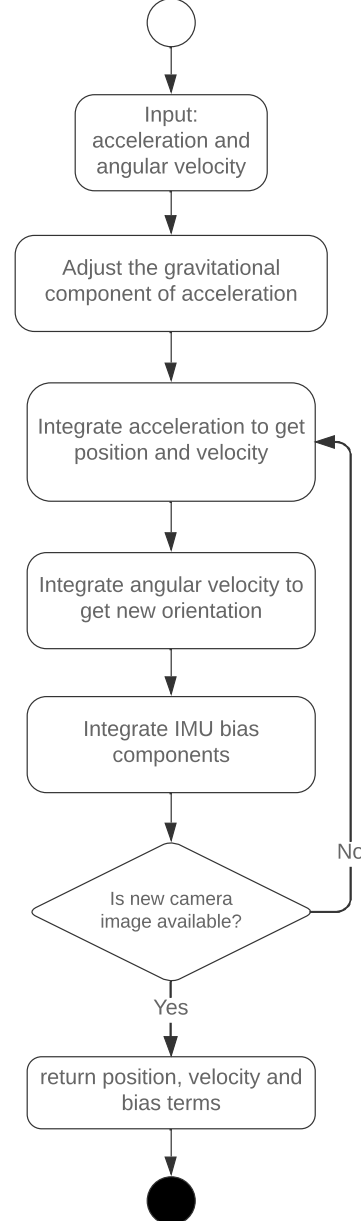 Input:
acceleration and
angular velocity
Adjust the gravitational
component of acceleration
Integrate acceleration to get
position and velocity
Integrate angular velocity to
get new orientation
Integrate IMU bias
components
Is new camera
image available?
No
Yes
return position, velocity and
bias terms